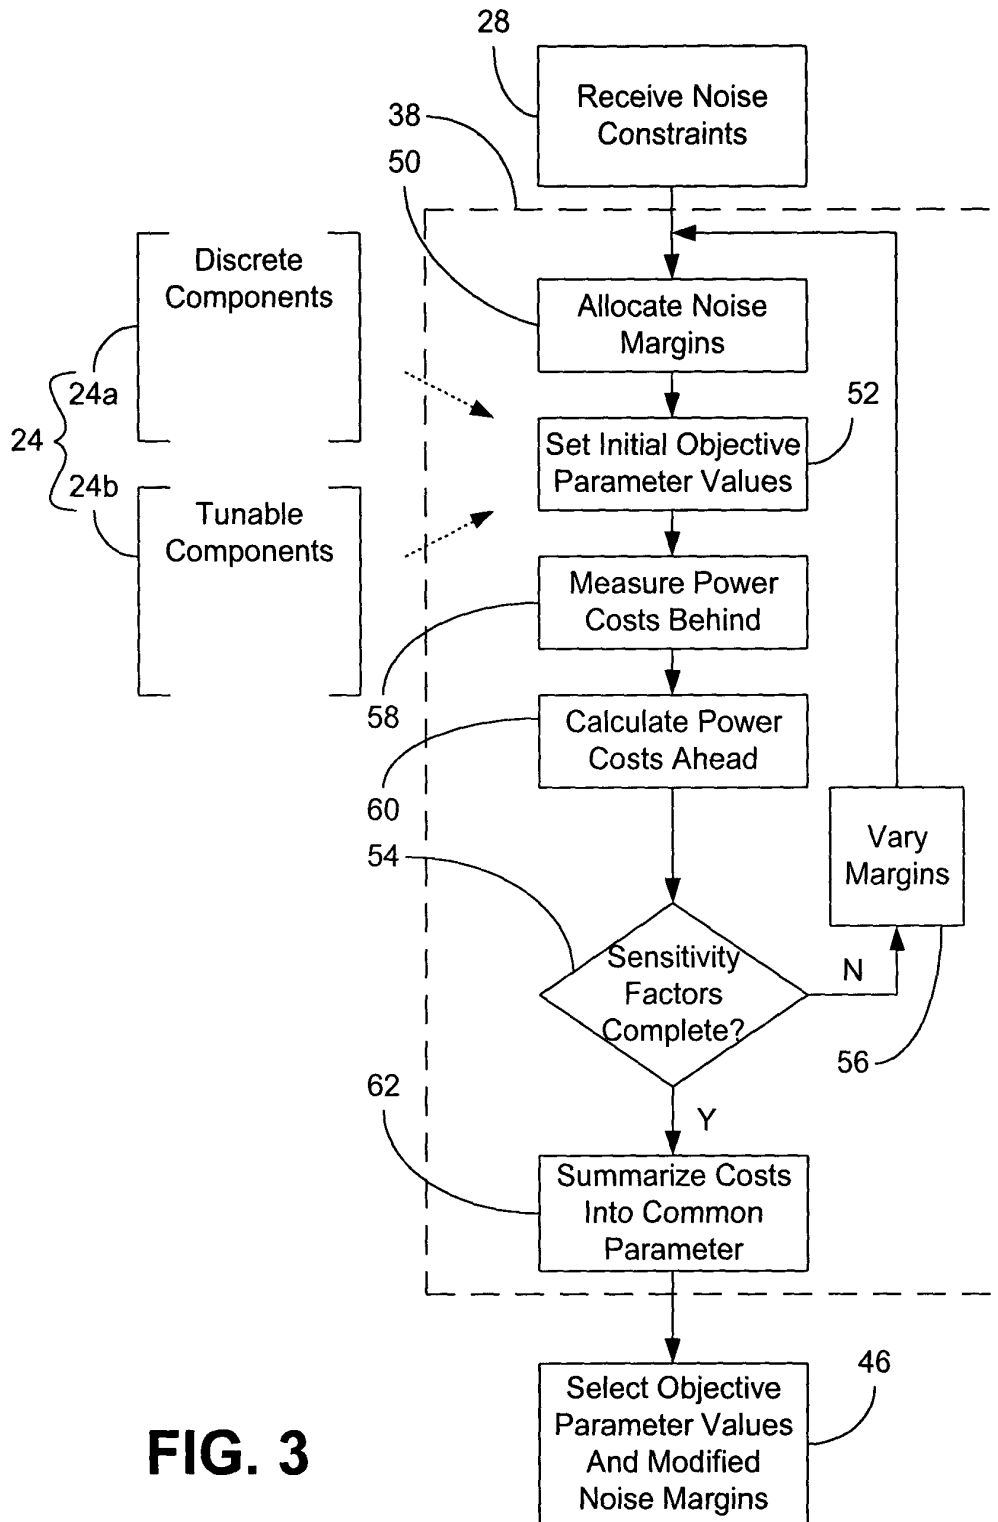 28
Receive Noise
Constraints
38
50
Discrete
Components
Allocate Noise
Margins
24a
24
24b
52
Set Initial Objective
Parameter Values
Tunable
Components
Measure Power
Costs Behind
58
Calculate Power
Costs Ahead
60
54
Vary
Margins
Sensitivity
Factors
Complete?
N
56
62
Y
Summarize Costs
Into Common
Parameter
46
Select Objective
Parameter Values
And Modified
Noise Margins
FIG. 3